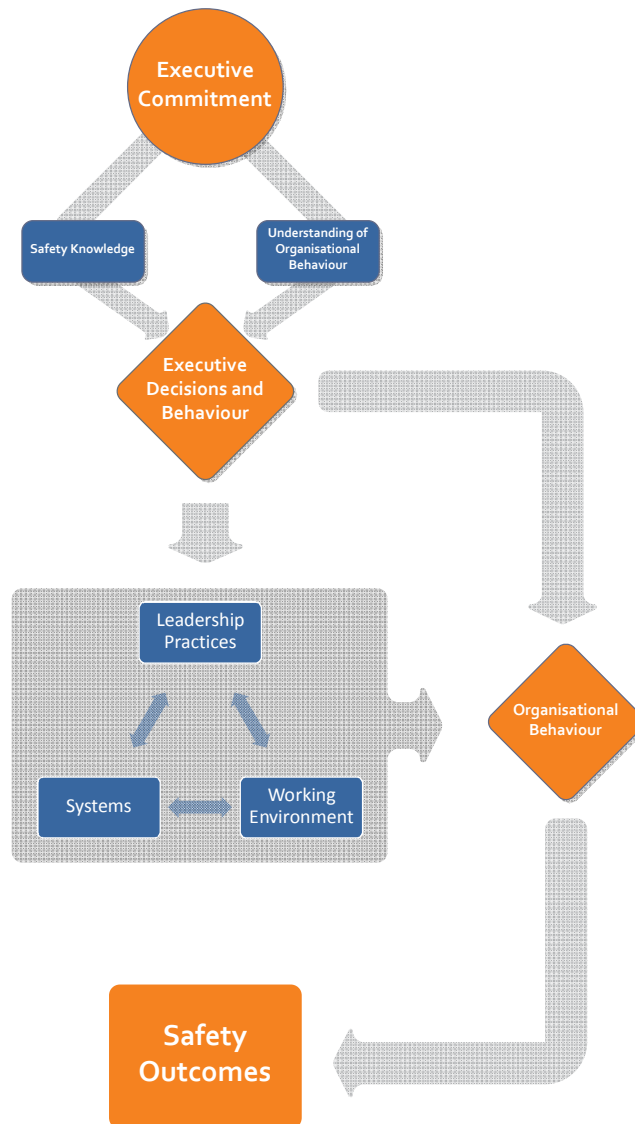 Executive
Commitment
Safety Knowledge
Understanding of
Organisational
Behaviour
Executive
Decisions and
Behaviour
Leadership
Practices
Organisational
Behaviour
Systems
Working
Environment
Safety
Outcomes